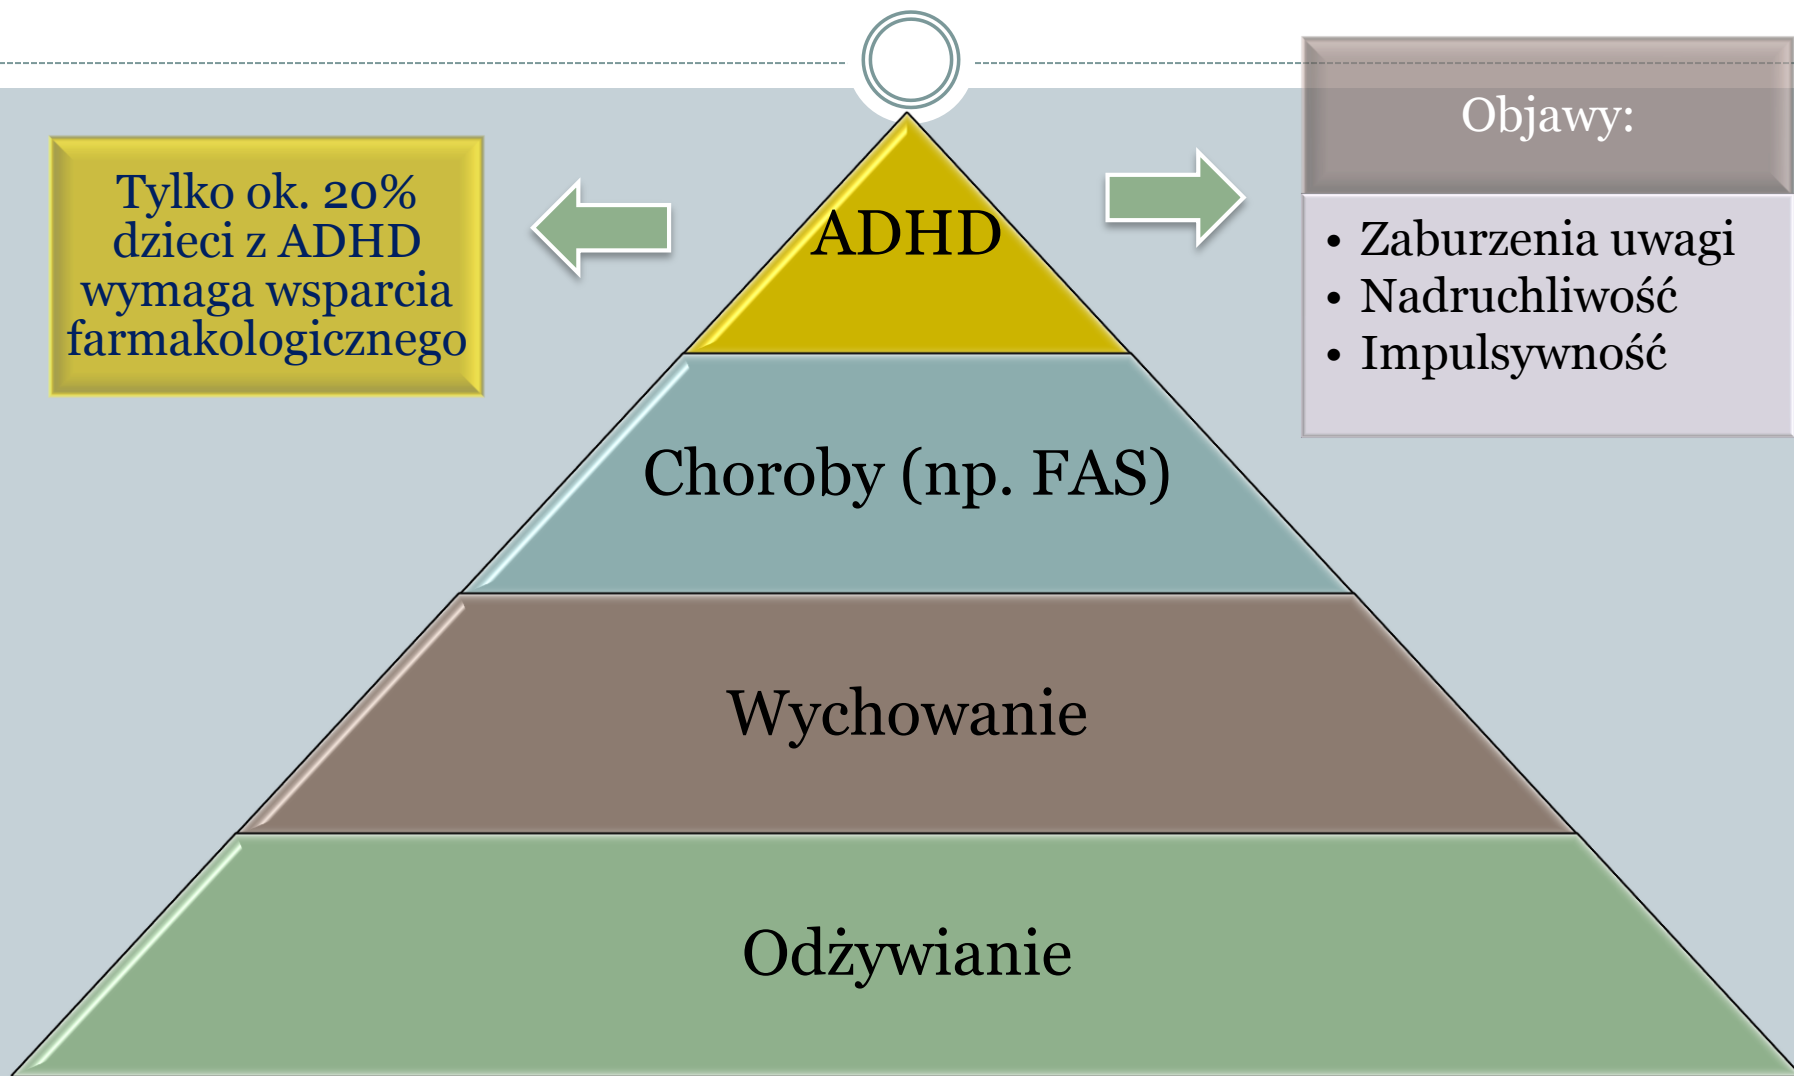 Tylko ok. 20%
dzieci z ADHD
wymaga wsparcia
farmakologicznego
ADHD
Objawy:
• Zaburzenia uwagi
• Nadruchliwość
• Impulsywność
Choroby (np. FAS)
Wychowanie
Odżywianie